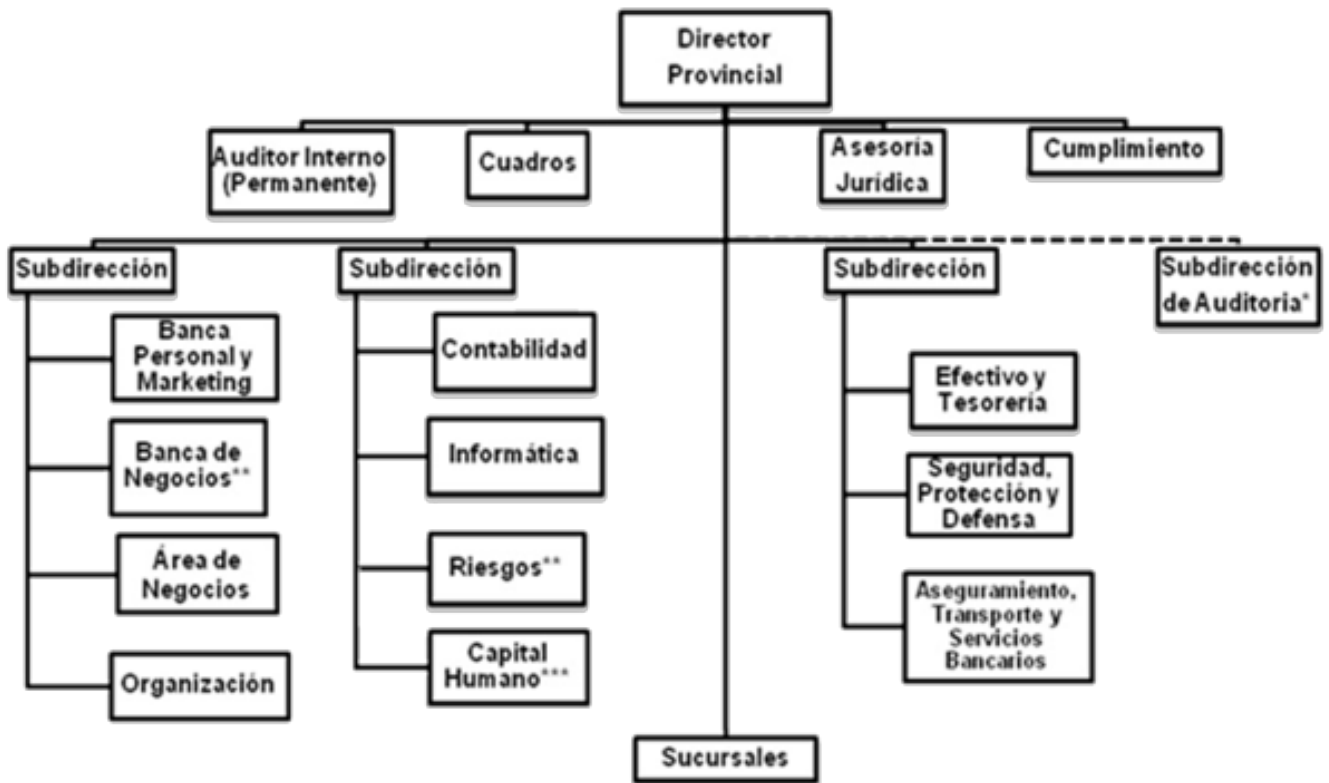 Director
Provincial
Auditor Interno
(Permanente)
Cuadros
Asesoría
Jurídica
Cumplimiento
Subdirección
Subdirección
Subdirección
Subdirección
de Auditoria*
Banca
Personal y
Marketing
Banca de
Negocios**
Área de
Negocios
Organización
Contabilidad
Informática
Riesgos**
Capital
Humano***
Efectivo y
Tesorería
Seguridad,
Protección y
Defensa
Aseguramiento,
Transporte y
Servicios
Bancarios
Sucursales